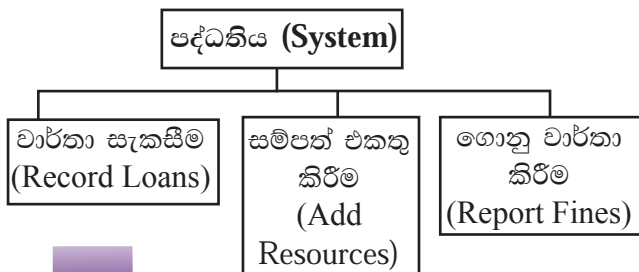 පද්ධතිය (System)
වාර්තා සැකසීම
(Record Loans)
සම්පත් එකතු
කිරීම
(Add
Resources)
ගොනු වාර්තා
කිරීම
(Report Fines)